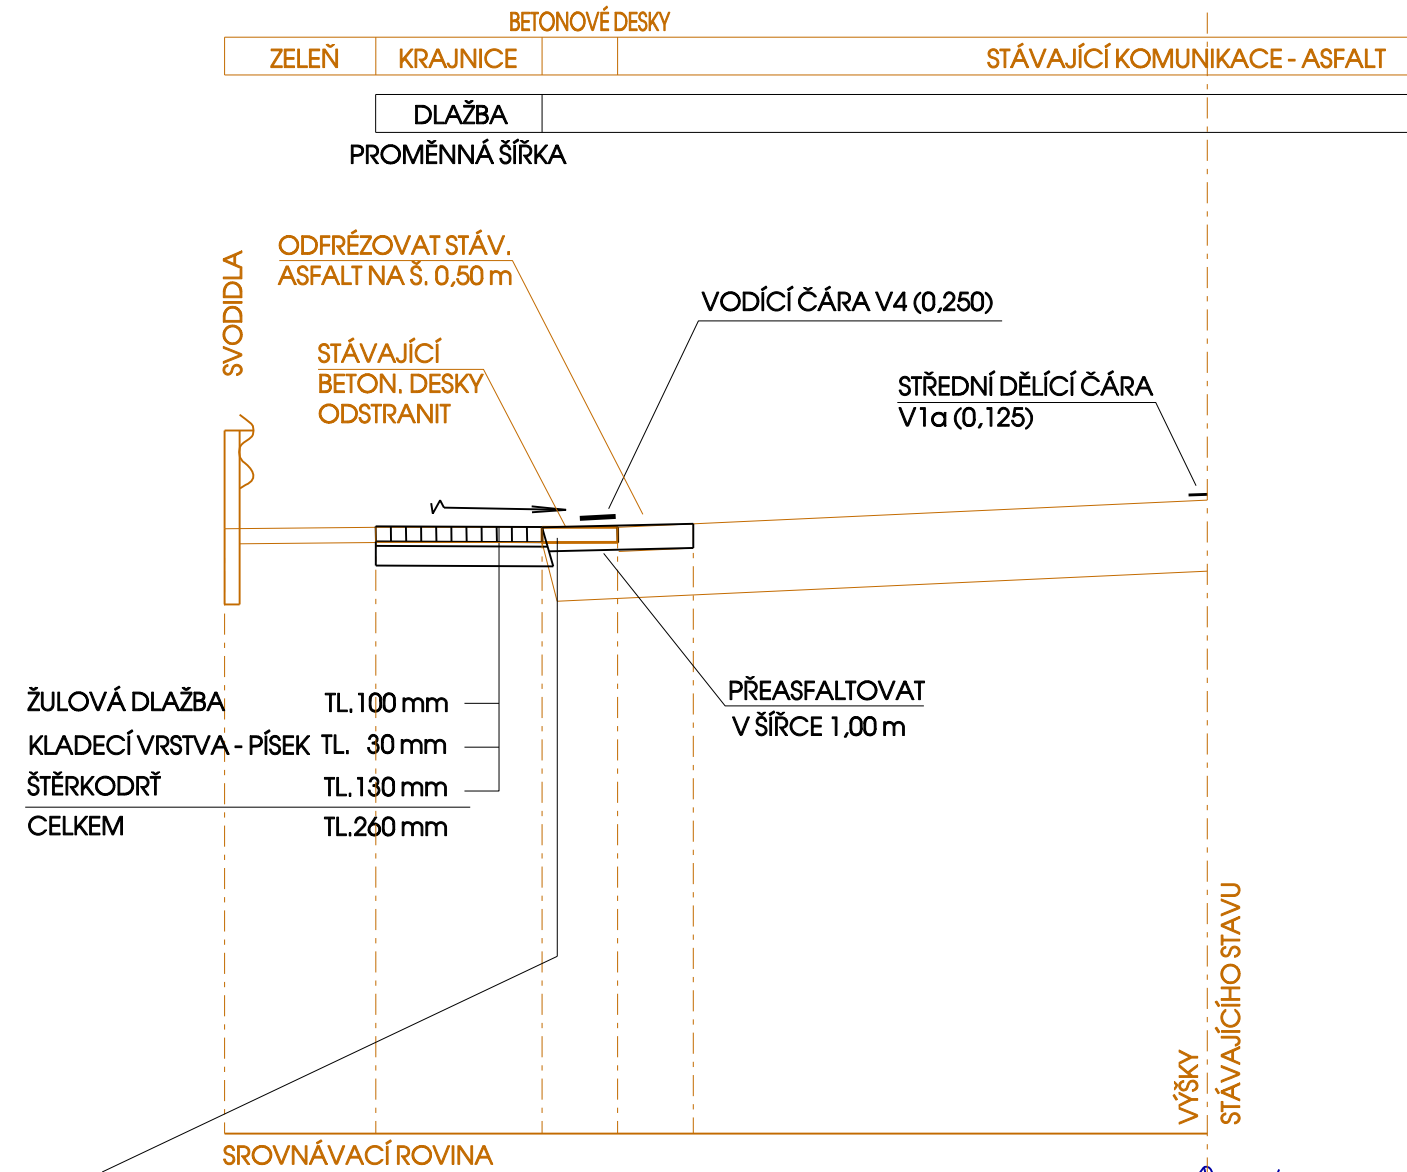 BETONOVÉ DESKY
ZELEŇ KRAJNICE STÁVAJÍCÍ KOMUNIKACE - ASFALT
DLAŽBA
PROMĚNNÁ ŠÍŘKA
SVODIDLA
ODFRÉZOVAT STÁV.
ASFALT NA Š. 0,50 m
VODÍCÍ ČÁRA V4 (0,250)
STÁVAJÍCÍ
BETON. DESKY
ODSTRANIT
STŘEDNÍ DĚLÍCÍ ČÁRA
V1a (0,125)
PŘEASFALTOVAT
V ŠÍŘCE 1,00 m
ŽULOVÁ DLAŽBA TL.100 mm
KLADECÍ VRSTVA - PÍSEK TL. 30 mm
ŠTĚRKODRŤ TL.130 mm
CELKEM TL.260 mm
VÝŠKY
STÁVAJÍCÍHO STAVU
SROVNÁVACÍ ROVINA